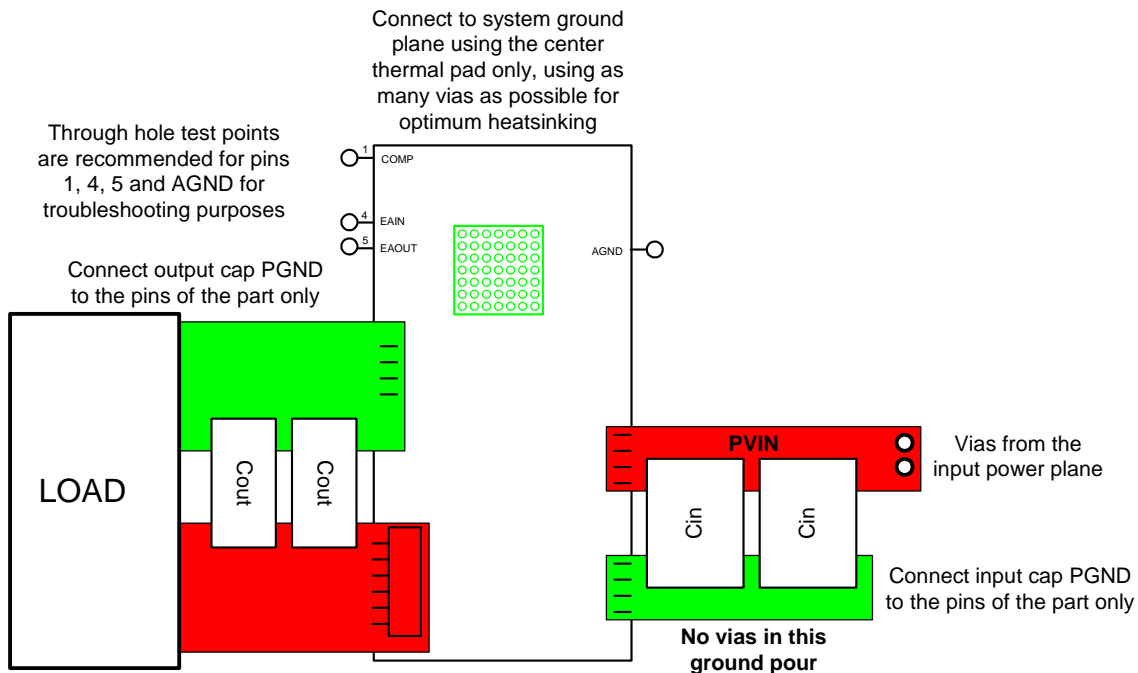 Connect to system ground
plane using the center
thermal pad only, using as
many vias as possible for
optimum heatsinking
Through hole test points
are recommended for pins
1, 4, 5 and AGND for
troubleshooting purposes
1
COMP
4
EAIN
5
EAOUT
AGND
Connect output cap PGND
to the pins of the part only
LOAD
Cout
Cout
PVIN
Vias from the
input power plane
Cin
Cin
Connect input cap PGND
to the pins of the part only
No vias in this
ground pour